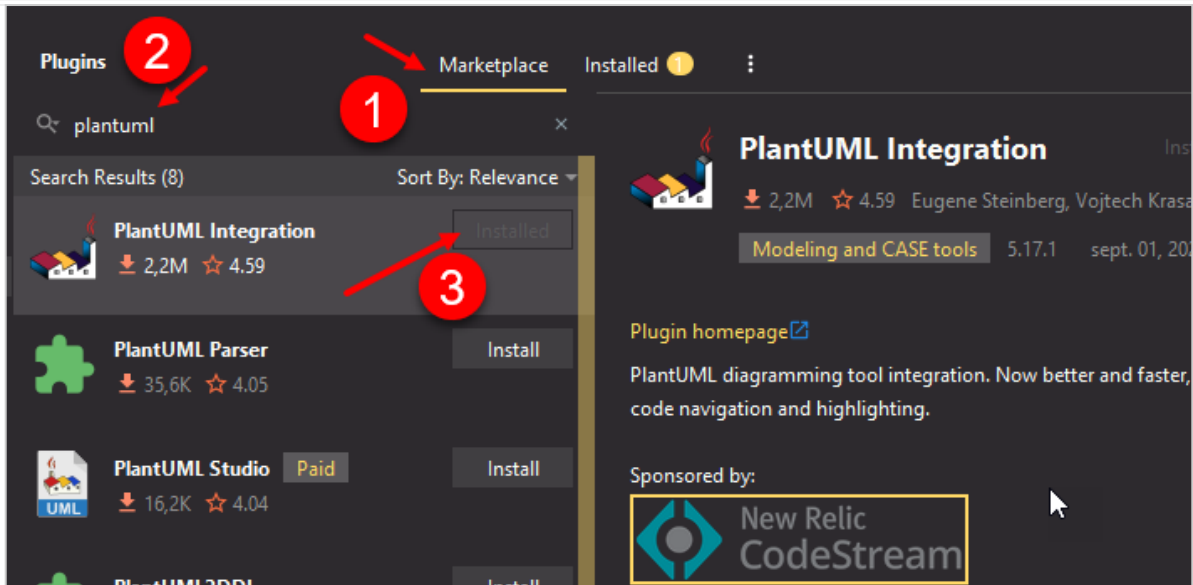 Plugins
2
Marketplace
Installed 1
1
plantuml
Search Results (8)
Sort By: Relevance
PlantUML Integration
Installed
2,2M 4.59
3
PlantUML Parser
Install
35,6K 4.05
PlantUML Studio Paid
Install
UML
16,2K 4.04
PlantUML2DDL
Install
PlantUML Integration
2,2M 4.59 Eugene Steinberg, Vojtech Krasa
Modeling and CASE tools 5.17.1 sept. 01,
Plugin homepage
PlantUML diagramming tool integration. Now better and faster,
code navigation and highlighting.
Sponsored by:
New Relic
CodeStream